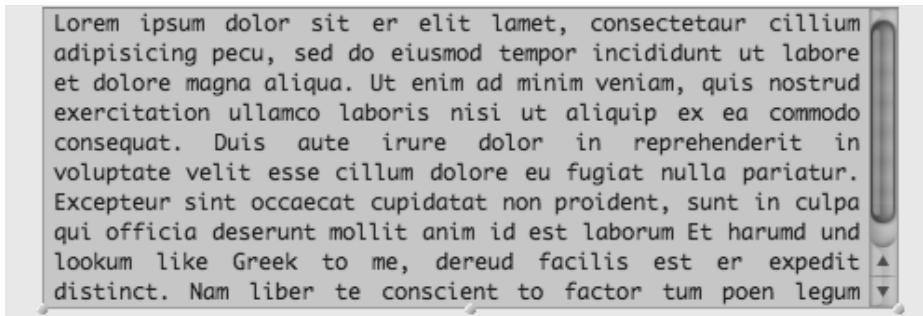 Lorem ipsum dolor sit er elit lamet, consectetaur cillium
adipisicing pecu, sed do eiusmod tempor incididunt ut labore
et dolore magna aliqua. Ut enim ad minim veniam, quis nostrud
exercitation ullamco laboris nisi ut aliquip ex ea commodo
consequat. Duis aute irure dolor in reprehenderit in
voluptate velit esse cillum dolore eu fugiat nulla pariatur.
Excepteur sint occaecat cupidatat non proident, sunt in culpa
qui officia deserunt mollit anim id est laborum Et harumd und
lookum like Greek to me, dereud facilis est er expedit
distinct. Nam liber te conscient to factor tum poen legum